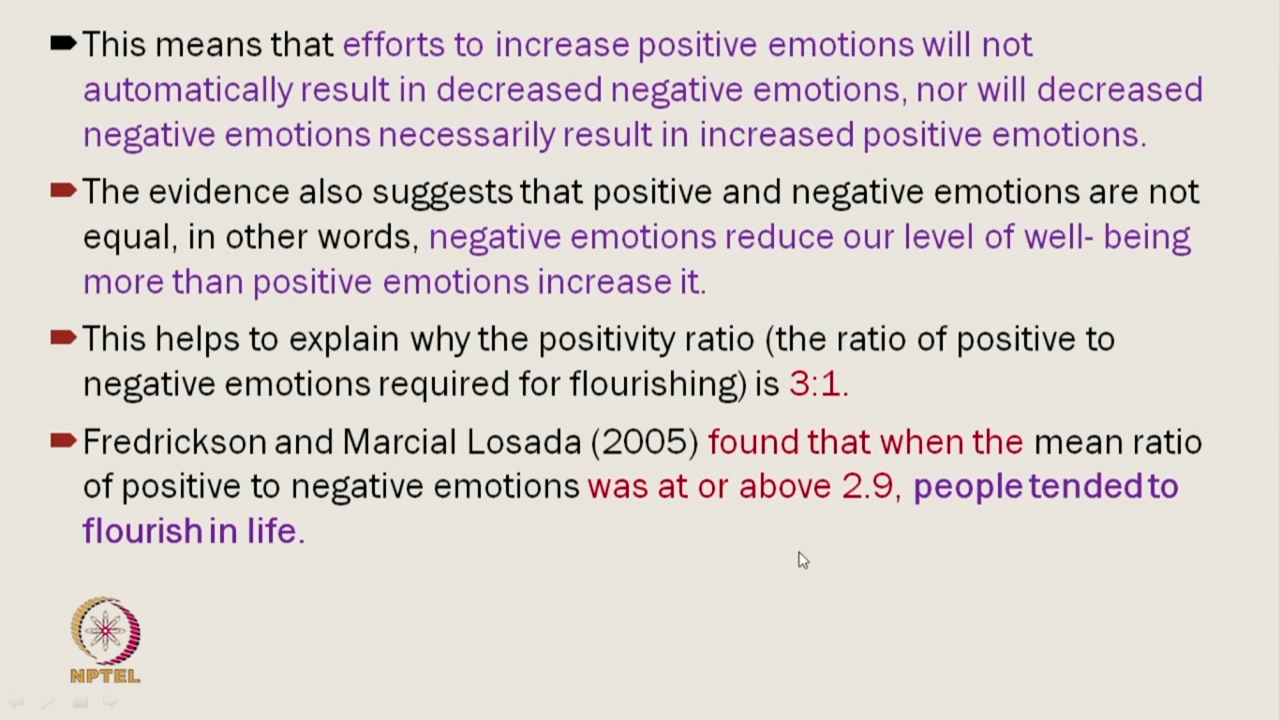 This means that efforts to increase positive emotions will not
automatically result in decreased negative emotions, nor will decreased
negative emotions necessarily result in increased positive emotions.
The evidence also suggests that positive and negative emotions are not
equal, in other words, negative emotions reduce our level of well- being
more than positive emotions increase it.
This helps to explain why the positivity ratio (the ratio of positive to
negative emotions required for flourishing) is 3:1.
Fredrickson and Marcial Losada (2005) found that when the mean ratio
of positive to negative emotions was at or above 2.9, people tended to
flourish in life.
NPTEL